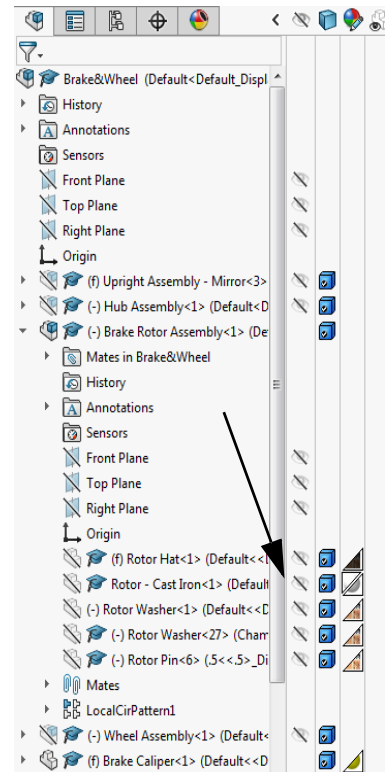 Brake&Wheel (Default<Default_Displ
History
Annotations
Sensors
Front Plane
Top Plane
Right Plane
Origin
(f) Upright Assembly - Mirror<3>
(-) Hub Assembly<1> (Default<D
(-) Brake Rotor Assembly<1> (De
Mates in Brake&Wheel
History
Annotations
Sensors
Front Plane
Top Plane
Right Plane
Origin
(f) Rotor Hat<1> (Default<<
Rotor - Cast Iron<1> (Default
(-) Rotor Washer<1> (Default<<D
(-) Rotor Washer<27> (Cham
(-) Rotor Pin<6> (.5<<.5>_Di
Mates
LocalCirPattern1
(-) Wheel Assembly<1> (Default<
(f) Brake Caliper<1> (Default<<D